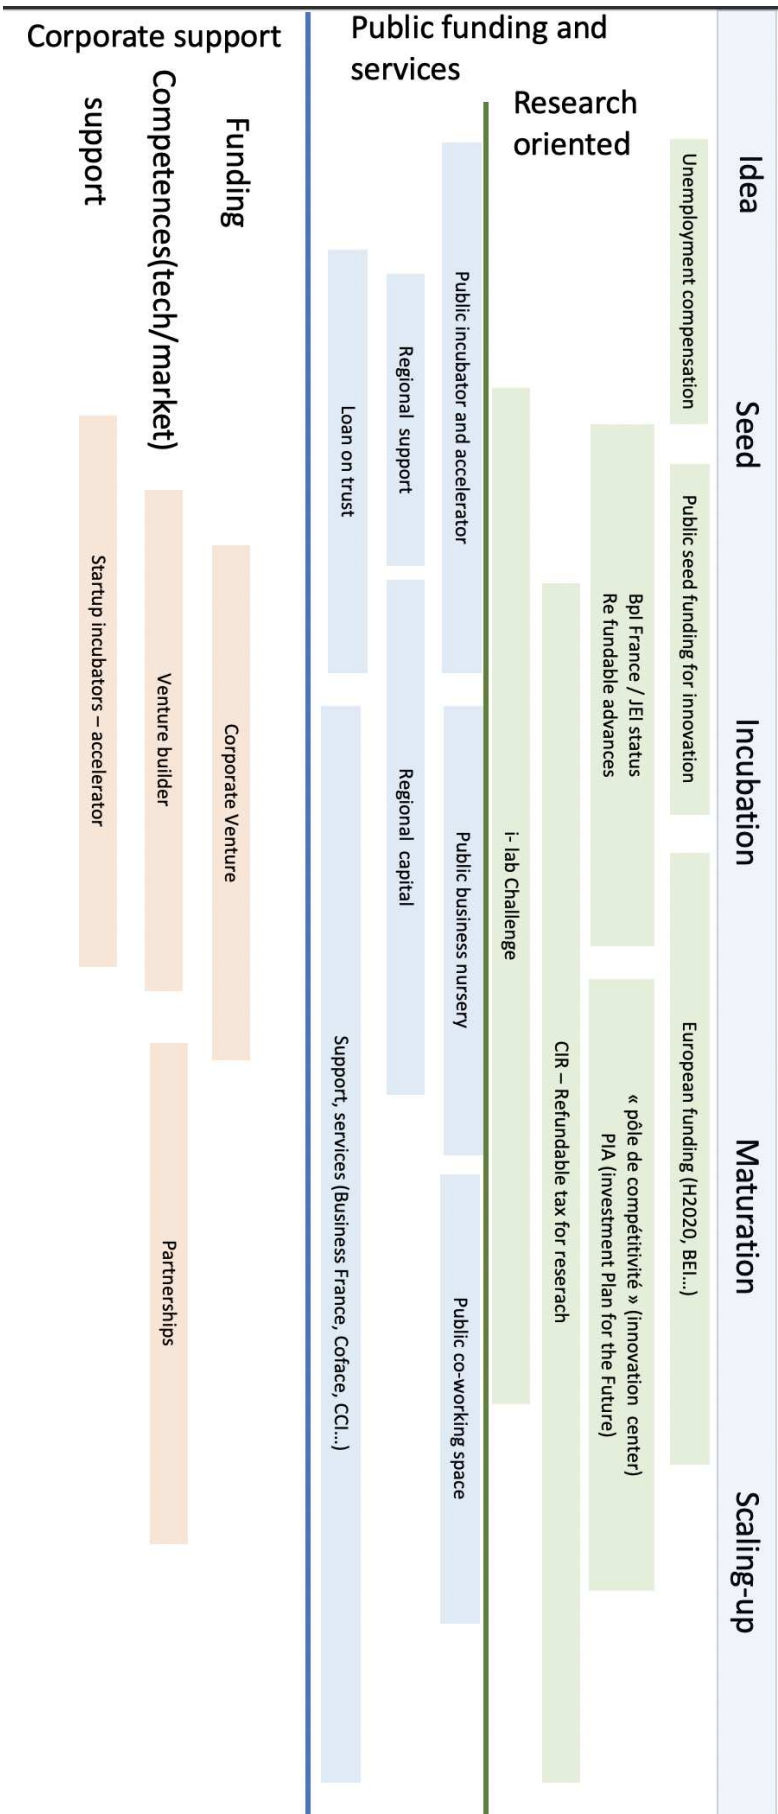 Idea
Seed
Incubation
Maturation
Scaling-up
Research
oriented
Unemployment compensation
Public seed funding for innovation
European funding (H2020, BEI…)
BpI France / JEI status
Re fundable advances
« pôle de compétitivité » (innovation center)
PIA (investment Plan for the Future)
CIR – Refundable tax for reserach
i- lab Challenge
Public funding and
services
Public incubator and accelerator
Public business nursery
Public co-working space
Regional support
Regional capital
Loan on trust
Support, services (Business France, Coface, CCI…)
Corporate support
Funding
Corporate Venture
Competences(tech/market)
Venture builder
Partnerships
support
Startup incubators – accelerator